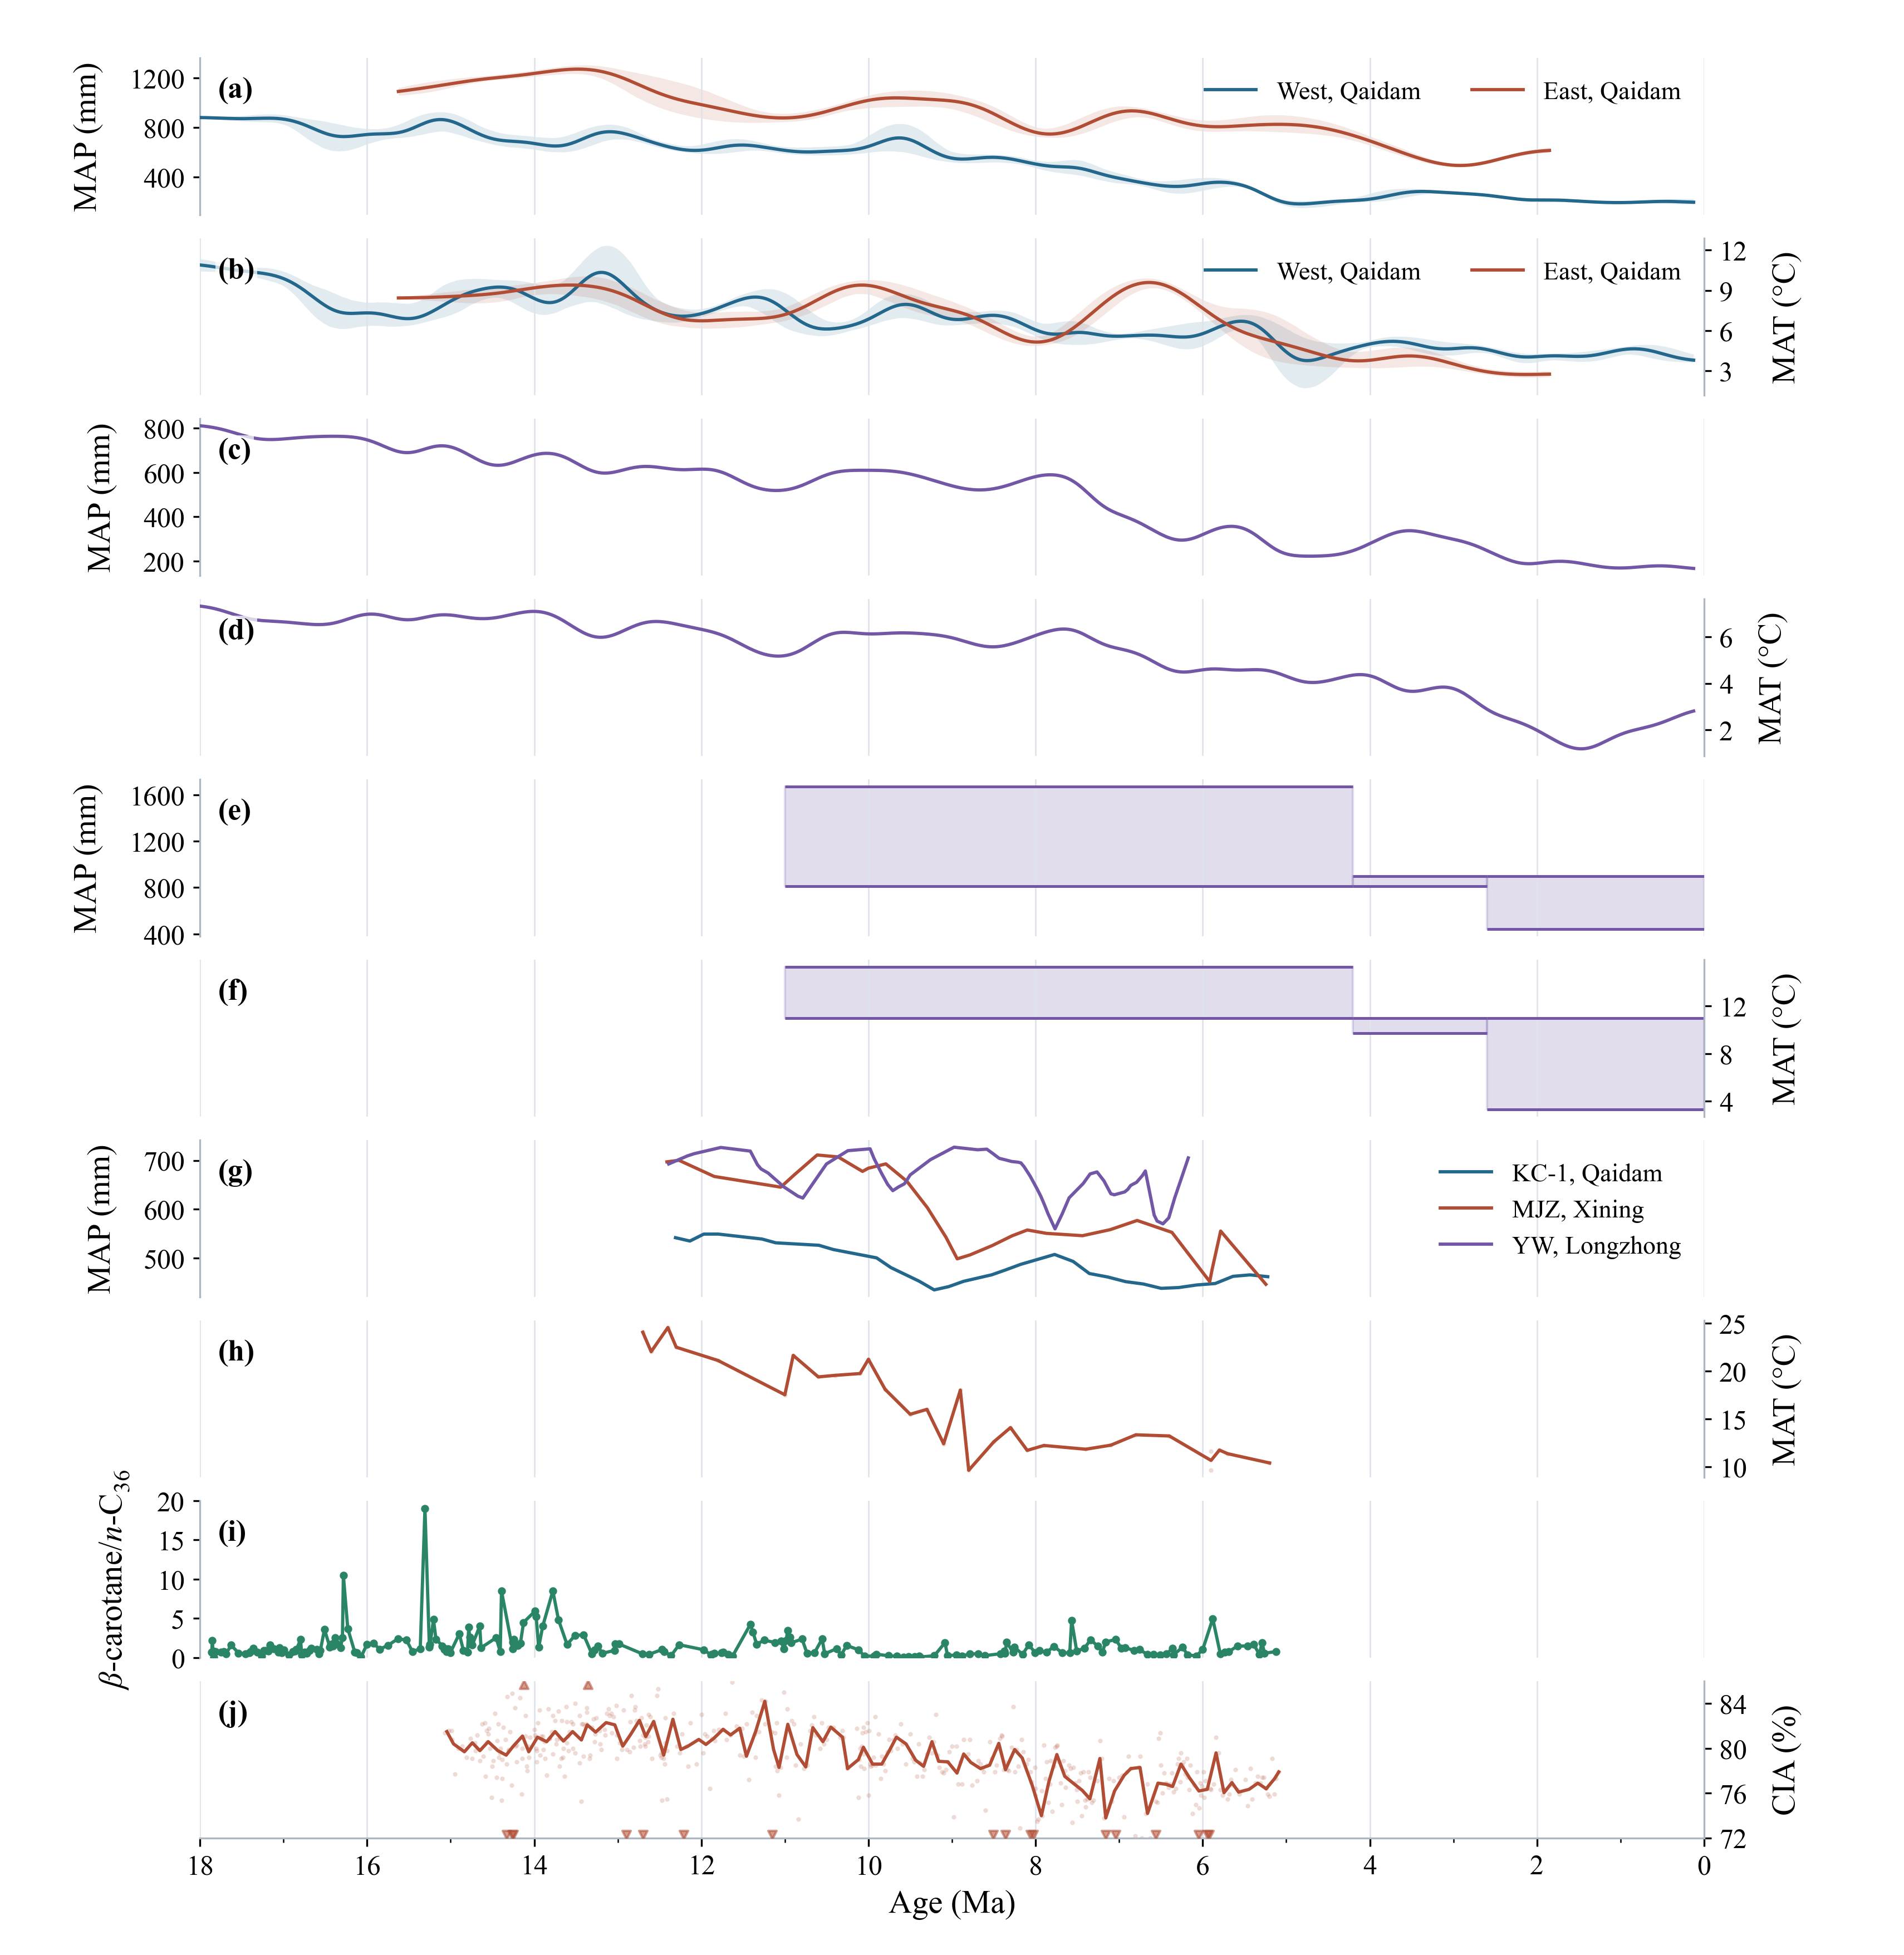 (a)
MAP (mm)
1200
800
400
West, Qaidam
East, Qaidam
(b)
West, Qaidam
East, Qaidam
12
9
6
3
MAT (°C)
(c)
MAP (mm)
800
600
400
200
(d)
6
4
2
MAT (°C)
(e)
MAP (mm)
1600
1200
800
400
(f)
12
8
4
MAT (°C)
(g)
MAP (mm)
700
600
500
KC-1, Qaidam
MJZ, Xining
YW, Longzhong
(h)
25
20
15
10
MAT (°C)
(i)
β-carotane/n-C₃₆
20
15
10
5
0
(j)
84
80
76
72
CIA (%)
18 16 14 12 10 8 6 4 2 0
Age (Ma)